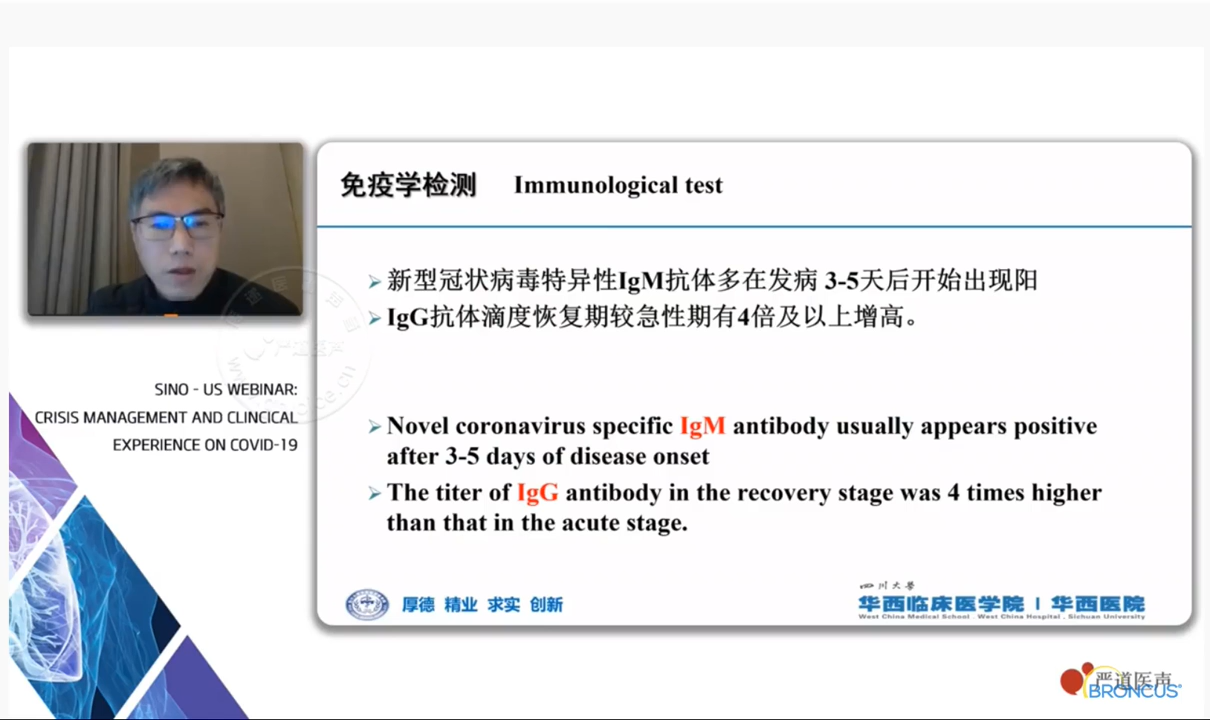 免疫学检测 Immunological test
新型冠状病毒特异性IgM抗体多在发病 3-5天后开始出现阳
IgG抗体滴度恢复期较急性期有4倍及以上增高。
SINO - US WEBINAR:
CRISIS MANAGEMENT AND CLINCICAL
EXPERIENCE ON COVID-19
Novel coronavirus specific IgM antibody usually appears positive
after 3-5 days of disease onset
The titer of IgG antibody in the recovery stage was 4 times higher
than that in the acute stage.
厚德 精业 求实 创新
四川大学
华西临床医学院 | 华西医院
West China Medical School . West China Hospital . Sichuan University
严道医声
BRONCUS®